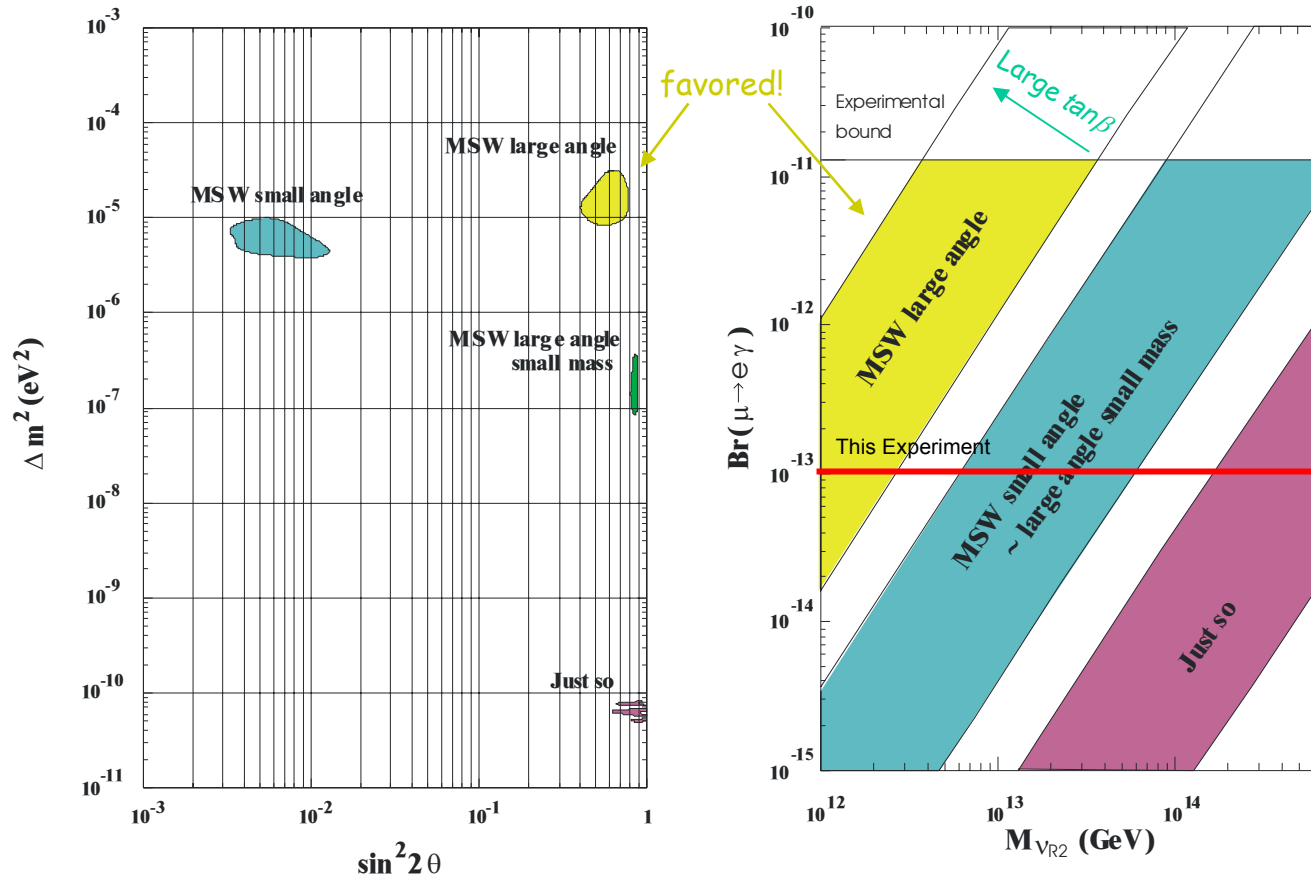 10⁻³
10⁻⁴
10⁻⁵
10⁻⁶
10⁻⁷
10⁻⁸
10⁻⁹
10⁻¹⁰
10⁻¹¹
Δm² (eV²)
MSW large angle
MSW small angle
MSW large angle
small mass
Just so
10⁻³
10⁻²
10⁻¹
1
sin²2θ
favored!
10⁻¹⁰
10⁻¹¹
10⁻¹²
10⁻¹³
10⁻¹⁴
10⁻¹⁵
Br(μ→eγ)
Experimental
bound
Large tanβ
MSW large angle
This Experiment
MSW small angle
~ large angle small mass
Just so
10¹²
10¹³
10¹⁴
M_νR2 (GeV)